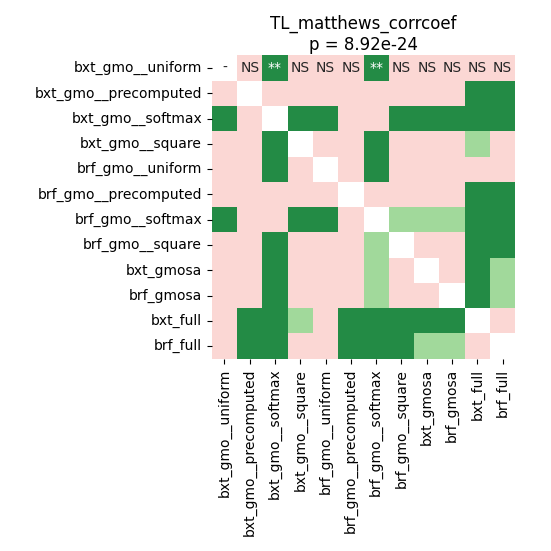 TL_matthews_corrcoef
p = 8.92e-24
bxt_gmo__uniform - NS ** NS NS NS ** NS NS NS NS NS
bxt_gmo__precomputed
bxt_gmo__softmax
bxt_gmo__square
brf_gmo__uniform
brf_gmo__precomputed
brf_gmo__softmax
brf_gmo__square
bxt_gmosa
brf_gmosa
bxt_full
brf_full
bxt_gmo__uniform
bxt_gmo__precomputed
bxt_gmo__softmax
bxt_gmo__square
brf_gmo__uniform
brf_gmo__precomputed
brf_gmo__softmax
brf_gmo__square
bxt_gmosa
brf_gmosa
bxt_full
brf_full